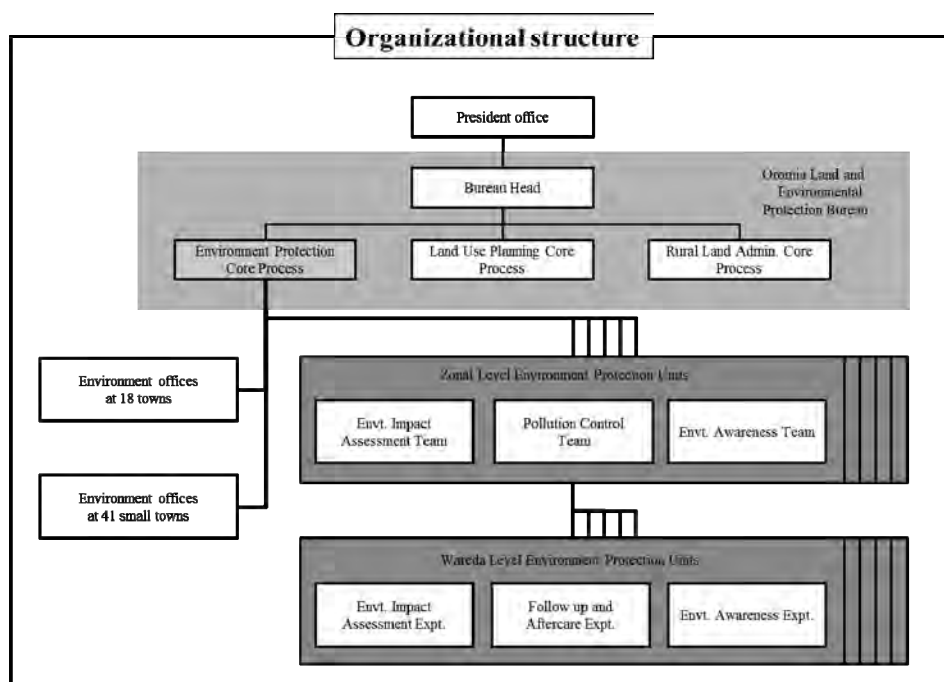 Organizational structure
President office
Bureau Head
Oromia Land and
Environmental
Protection Bureau
Environment Protection
Core Process
Land Use Planning Core
Process
Rural Land Admin. Core
Process
Environment offices
at 18 towns
Environment offices
at 41 small towns
Zonal Level Environment Protection Units
Envt. Impact
Assessment Team
Pollution Control
Team
Envt. Awareness Team
Wareda Level Environment Protection Units
Envt. Impact
Assessment Expt.
Follow up and
Aftercare Expt.
Envt. Awareness Expt.